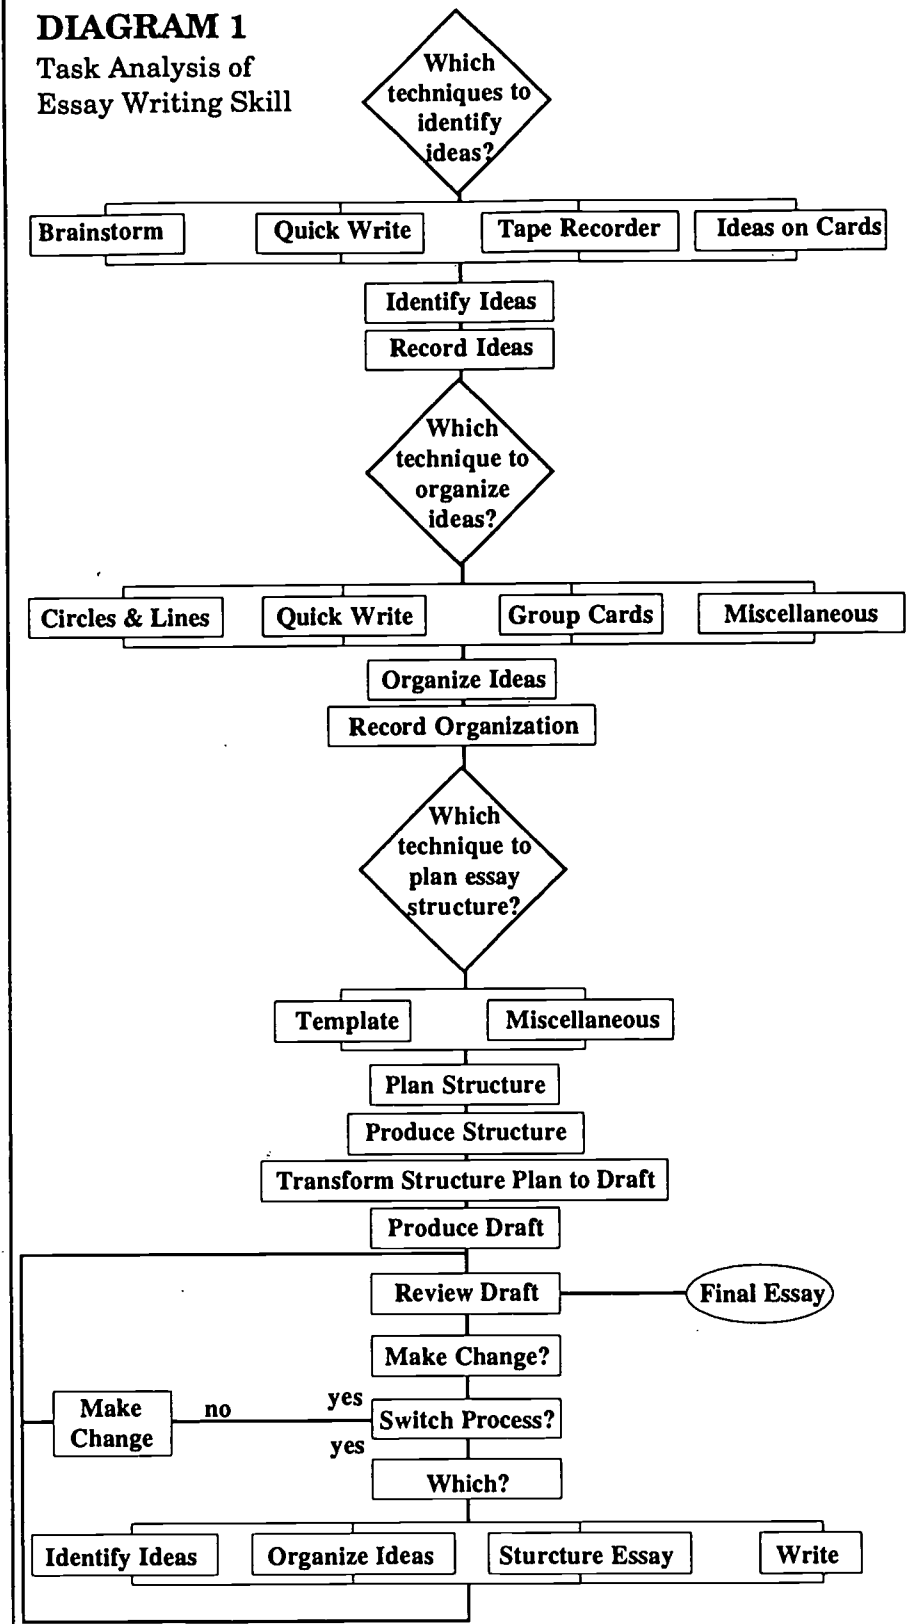 DIAGRAM 1
Task Analysis of
Essay Writing Skill
Which
techniques to
identify
ideas?
Brainstorm
Quick Write
Tape Recorder
Ideas on Cards
Identify Ideas
Record Ideas
Which
technique to
organize
ideas?
Circles & Lines
Quick Write
Group Cards
Miscellaneous
Organize Ideas
Record Organization
Which
technique to
plan essay
structure?
Template
Miscellaneous
Plan Structure
Produce Structure
Transform Structure Plan to Draft
Produce Draft
Review Draft
Final Essay
Make Change?
yes
Make
Change
no
Switch Process?
yes
Which?
Identify Ideas
Organize Ideas
Sturcture Essay
Write